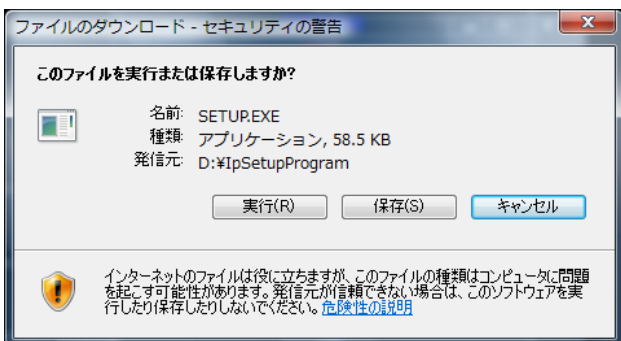 ファイルのダウンロード - セキュリティの警告
このファイルを実行または保存しますか?
名前: SETUP.EXE
種類: アプリケーション, 58.5 KB
発信元: D:¥IpSetupProgram
実行(R) 保存(S) キャンセル
インターネットのファイルは役に立ちますが、このファイルの種類はコンピュータに問題
を起こす可能性があります。発信元が信頼できない場合は、このソフトウェアを実
行したり保存したりしないでください。危険性の説明